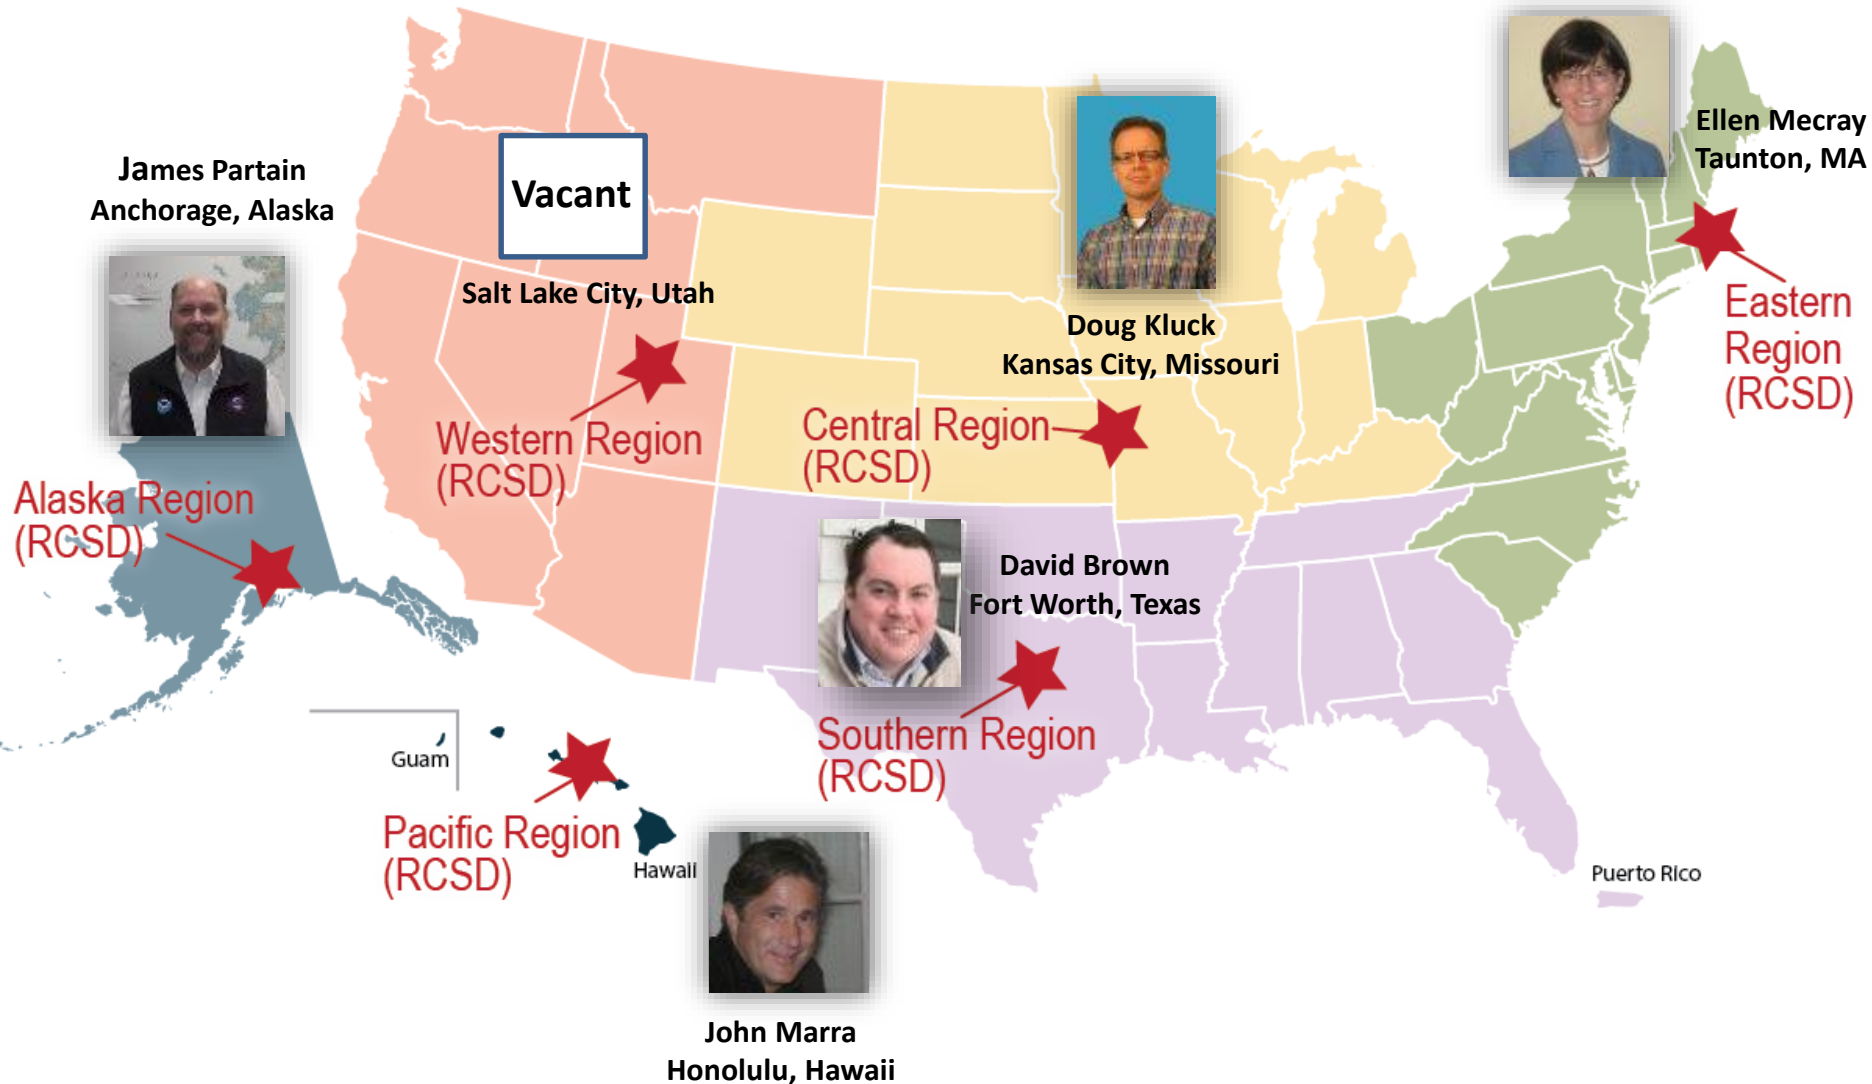 James Partain
Anchorage, Alaska
Alaska Region
(RCSD)
Vacant
Salt Lake City, Utah
Western Region
(RCSD)
Doug Kluck
Kansas City, Missouri
Central Region
(RCSD)
Ellen Mecray
Taunton, MA
Eastern
Region
(RCSD)
David Brown
Fort Worth, Texas
Southern Region
(RCSD)
Guam
Pacific Region
(RCSD)
Hawaii
John Marra
Honolulu, Hawaii
Puerto Rico